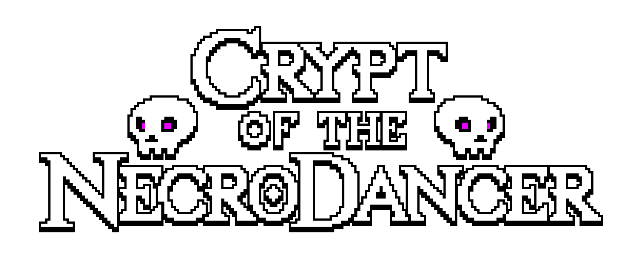 CRYPT
OF THE
NECRODANCER